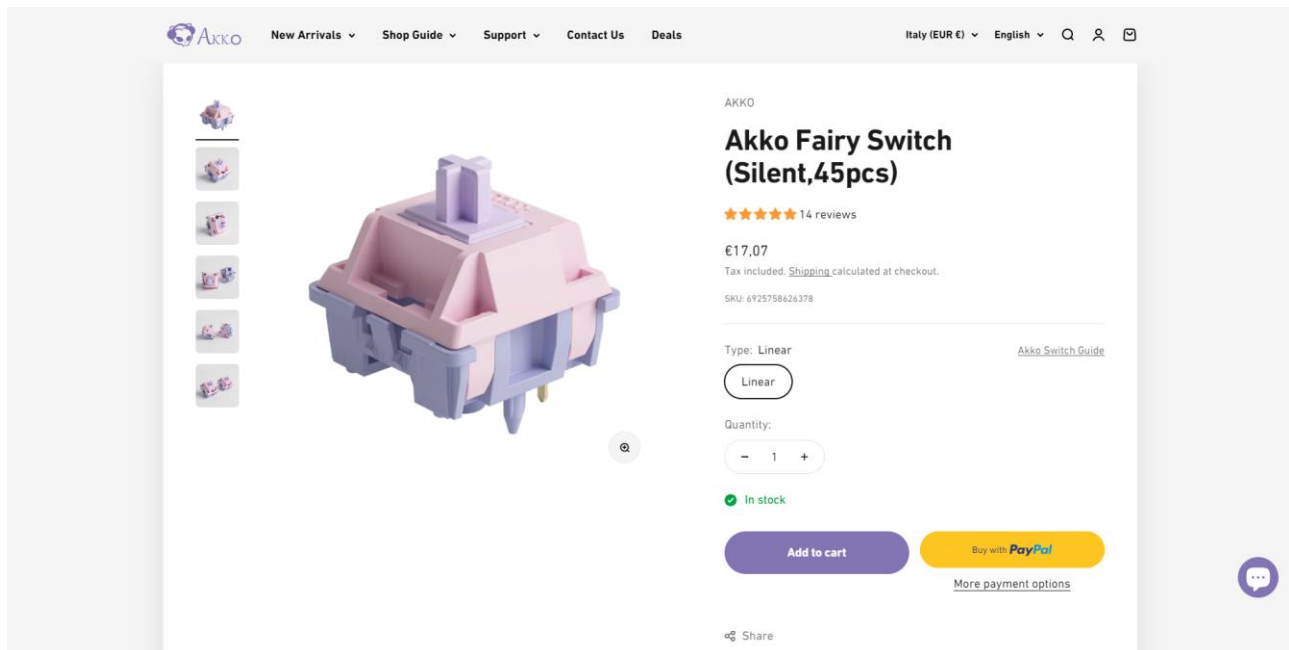 AKKO
New Arrivals
Shop Guide
Support
Contact Us
Deals
Italy (EUR €)
English
AKKO
Akko Fairy Switch
(Silent,45pcs)
14 reviews
€17,07
Tax included. Shipping calculated at checkout.
SKU: 6925758626378
Type: Linear
Akko Switch Guide
Linear
Quantity:
- 1 +
In stock
Add to cart
Buy with PayPal
More payment options
Share